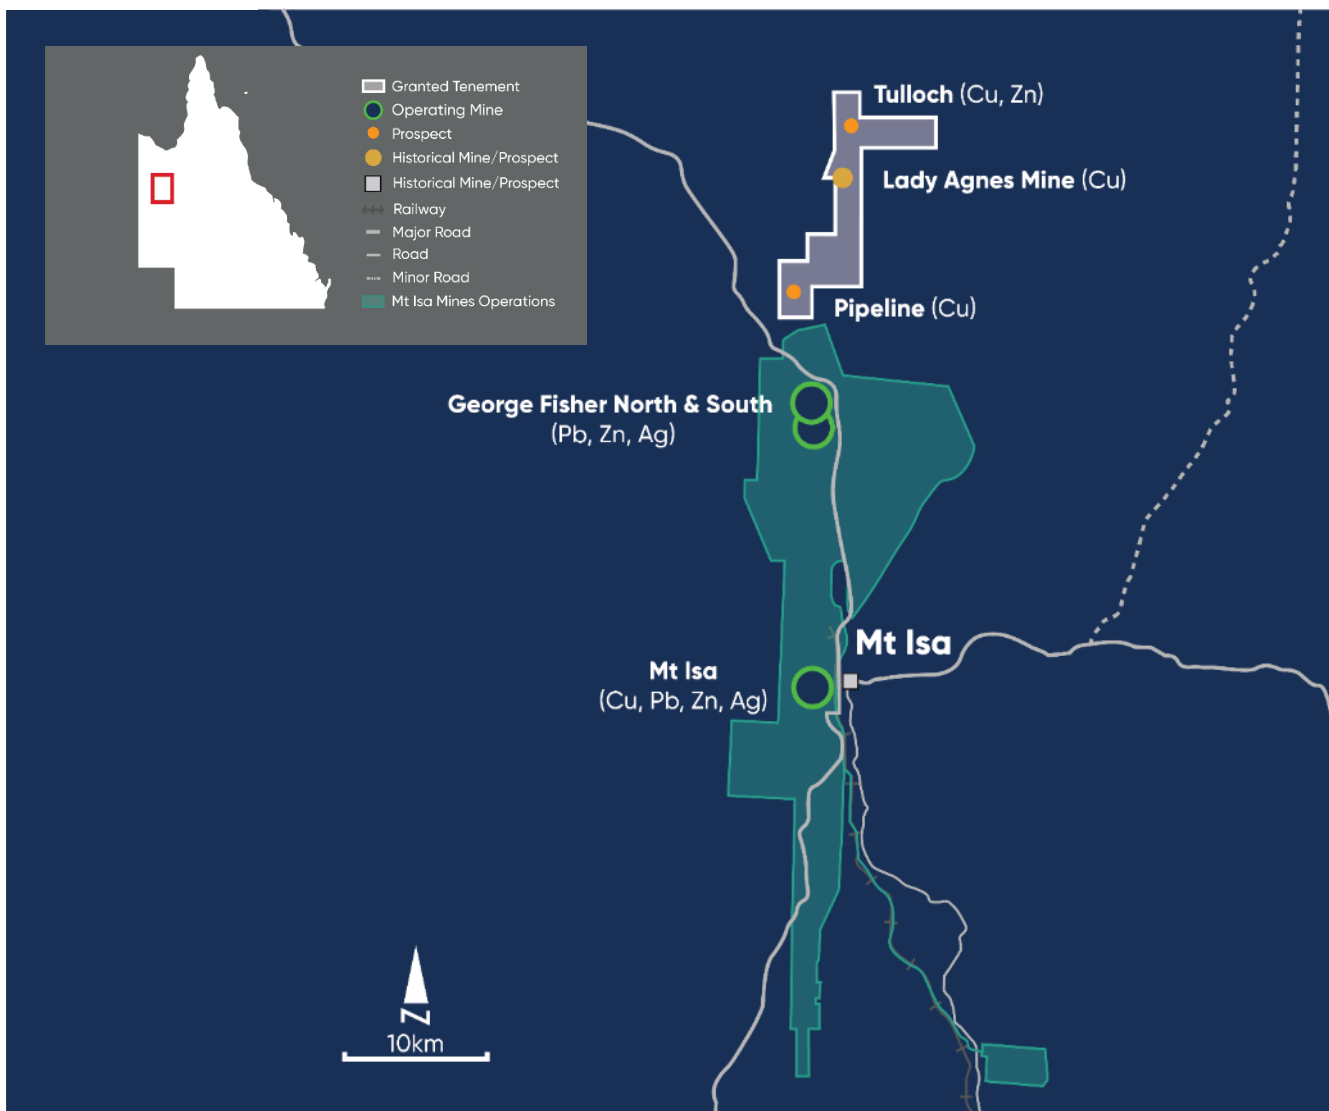 Granted Tenement
Operating Mine
Prospect
Historical Mine/Prospect
Historical Mine/Prospect
Railway
Major Road
Road
Minor Road
Mt Isa Mines Operations
Tulloch (Cu, Zn)
Lady Agnes Mine (Cu)
Pipeline (Cu)
George Fisher North & South
(Pb, Zn, Ag)
Mt Isa
Mt Isa
(Cu, Pb, Zn, Ag)
N
10km